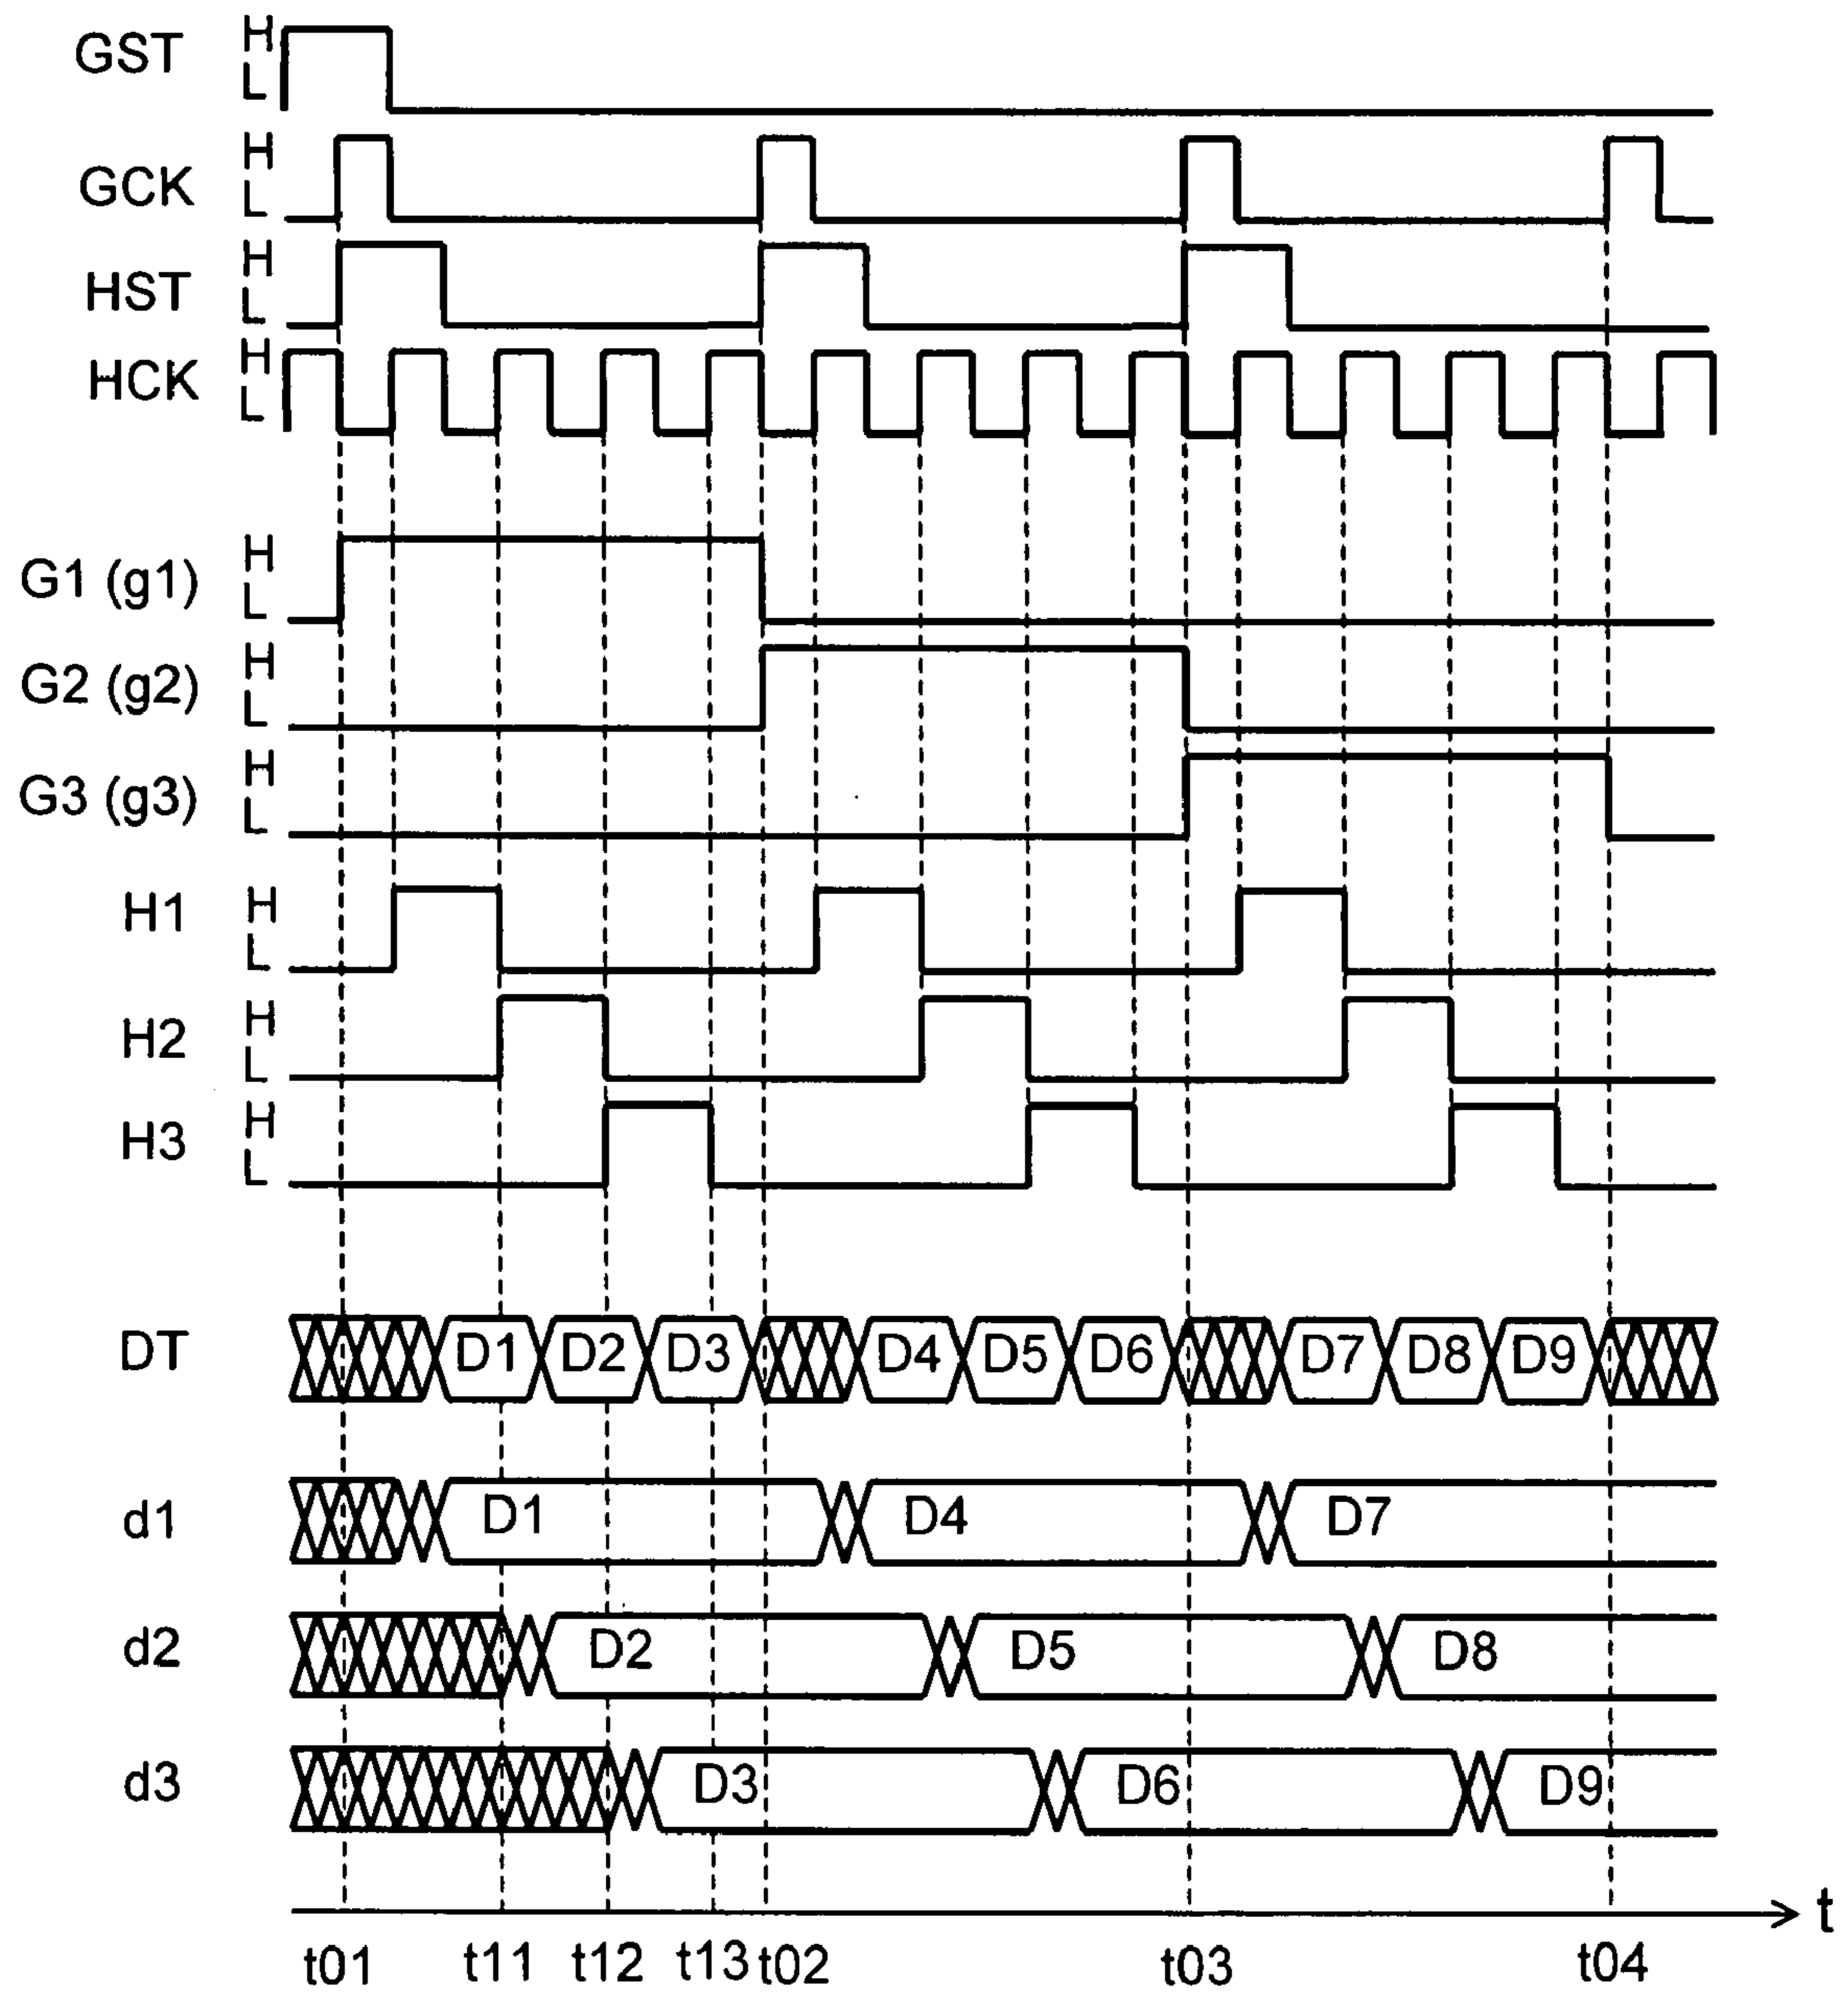 GST H
L
GCK H
L
HST H
L
HCK H
L
G1 (g1) H
L
G2 (g2) H
L
G3 (g3) H
L
H1 H
L
H2 H
L
H3 H
L
DT D1 D2 D3 D4 D5 D6 D7 D8 D9
d1 D1 D4 D7
d2 D2 D5 D8
d3 D3 D6 D9
t
t01 t11 t12 t13 t02 t03 t04